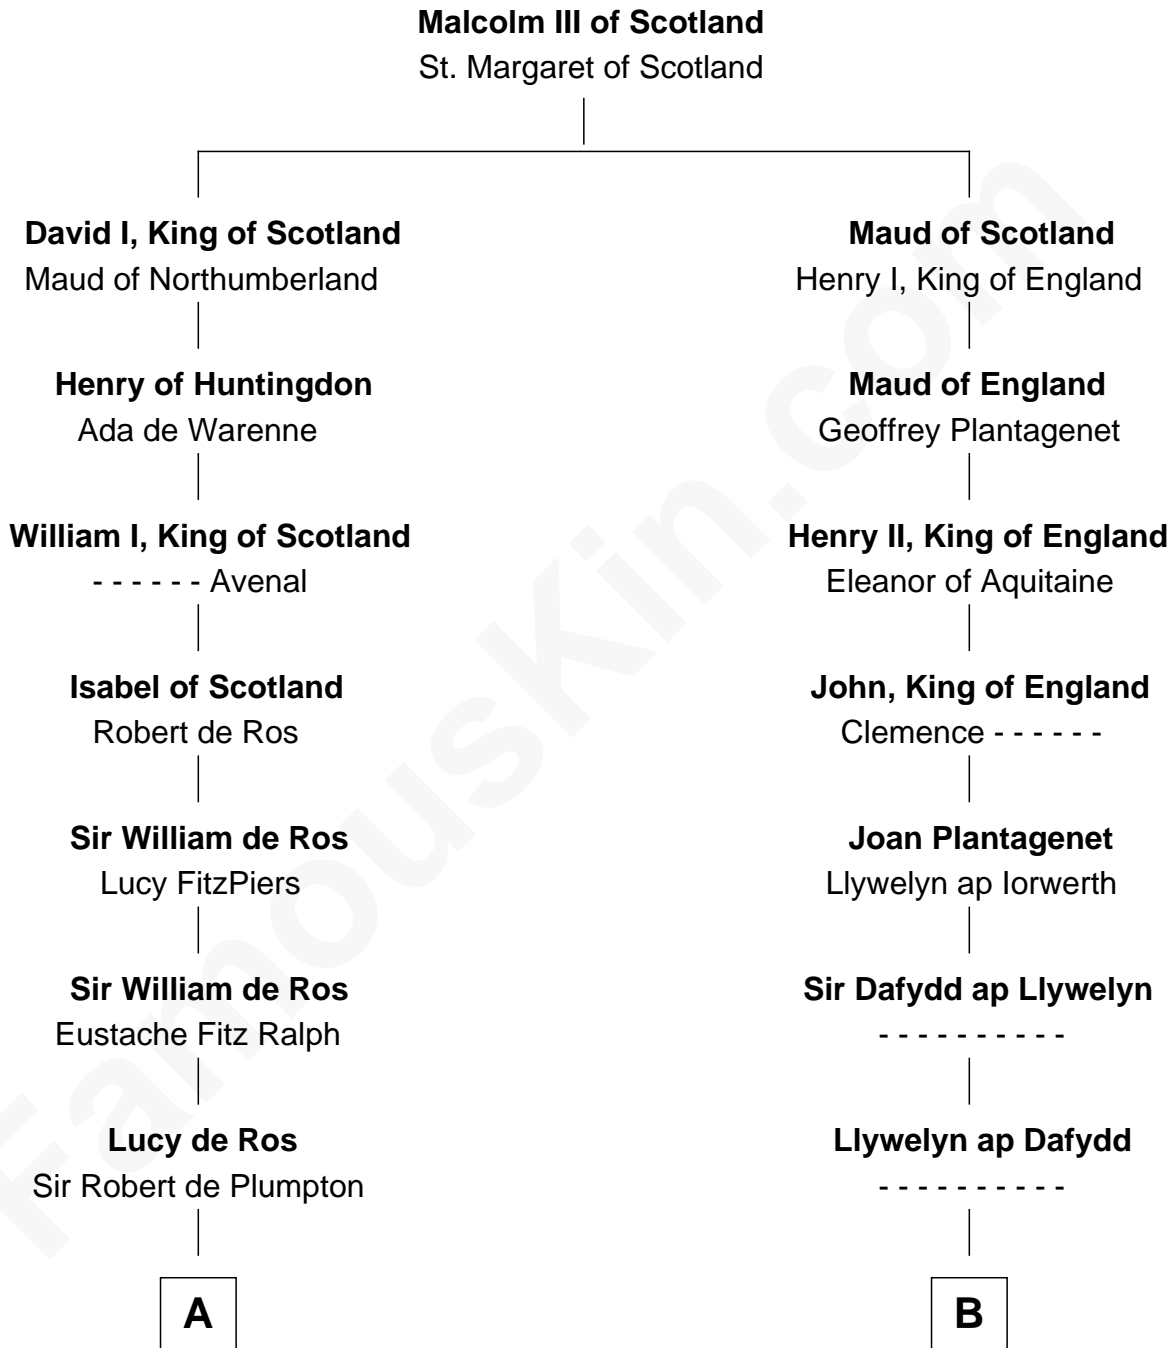 Malcolm III of Scotland
St. Margaret of Scotland
David I, King of Scotland
Maud of Northumberland
Maud of Scotland
Henry I, King of England
Henry of Huntingdon
Ada de Warenne
Maud of England
Geoffrey Plantagenet
William I, King of Scotland
- - - - - - Avenal
Henry II, King of England
Eleanor of Aquitaine
Isabel of Scotland
Robert de Ros
John, King of England
Clemence - - - - - -
Sir William de Ros
Lucy FitzPiers
Joan Plantagenet
Llywelyn ap Iorwerth
Sir William de Ros
Eustache Fitz Ralph
Sir Dafydd ap Llywelyn
- - - - - - - - - -
Lucy de Ros
Sir Robert de Plumpton
Llywelyn ap Dafydd
- - - - - - - - - -
A
B
FamousKin.com